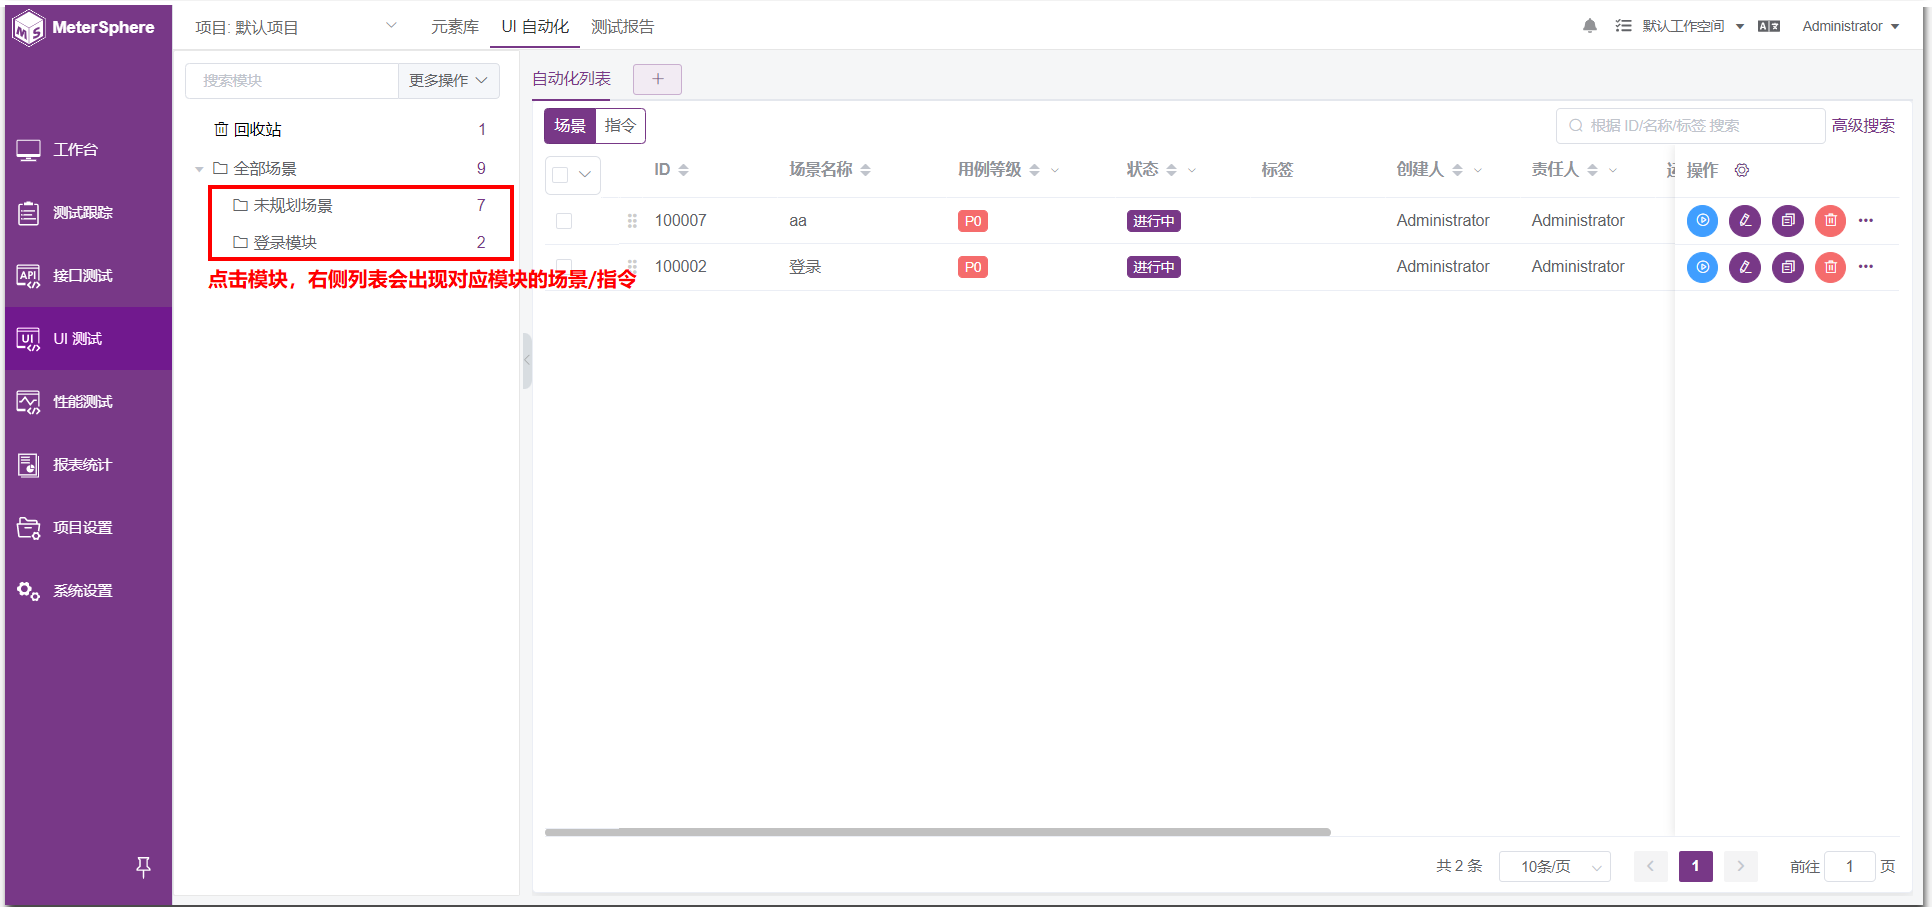 MeterSphere
项目: 默认项目
元素库
UI 自动化
测试报告
默认工作空间
Administrator
工作台
测试跟踪
接口测试
UI 测试
性能测试
报表统计
项目设置
系统设置
搜索模块
更多操作
回收站 1
全部场景 9
未规划场景 7
登录模块 2
点击模块，右侧列表会出现对应模块的场景/指令
自动化列表
+
场景
指令
根据 ID/名称/标签 搜索
高级搜索
ID 场景名称 用例等级 状态 标签 创建人 责任人 操作
100007 aa P0 进行中 Administrator Administrator
100002 登录 P0 进行中 Administrator Administrator
共 2 条
10条/页
1
前往 1 页